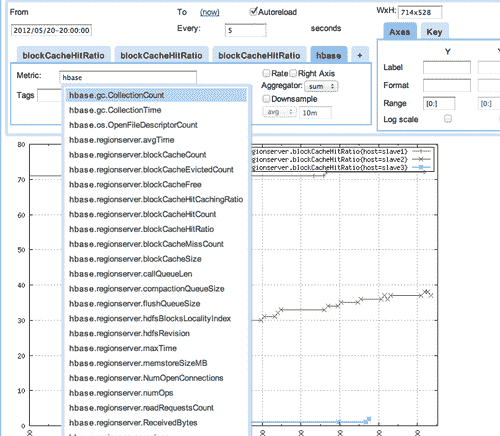 From To (now) Autoreload WxH: 714x528
2012/05/20-20:00:00 Every: 5 seconds
Axes Key
blockCacheHitRatio blockCacheHitRatio blockCacheHitRatio hbase +
Y Y
Metric: hbase Rate Right Axis Label
Tags Aggregator: sum Format
Downsample Range [0:] [0:]
avg 10m Log scale
hbase.gc.CollectionCount
hbase.gc.CollectionTime
hbase.os.OpenFileDescriptorCount
hbase.regionserver.avgTime
hbase.regionserver.blockCacheCount
hbase.regionserver.blockCacheEvictedCount
hbase.regionserver.blockCacheFree
hbase.regionserver.blockCacheHitCachingRatio
hbase.regionserver.blockCacheHitCount
hbase.regionserver.blockCacheHitRatio
hbase.regionserver.blockCacheMissCount
hbase.regionserver.blockCacheSize
hbase.regionserver.callQueueLen
hbase.regionserver.compactionQueueSize
hbase.regionserver.flushQueueSize
hbase.regionserver.hdfsBlocksLocalityIndex
hbase.regionserver.hdfsRevision
hbase.regionserver.maxTime
hbase.regionserver.memstoreSizeMB
hbase.regionserver.NumOpenConnections
hbase.regionserver.numOps
hbase.regionserver.readRequestsCount
hbase.regionserver.ReceivedBytes
regionserver.blockCacheHitRatio{host=slave1}
regionserver.blockCacheHitRatio{host=slave2}
regionserver.blockCacheHitRatio{host=slave3}
80
70
60
50
40
30
20
10
0